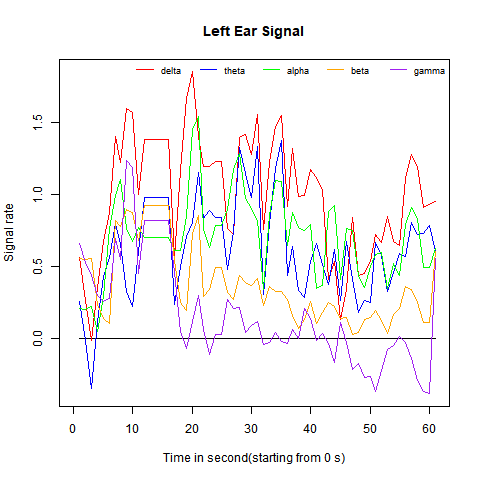 Left Ear Signal
delta theta alpha beta gamma
Signal rate
1.5
1.0
0.5
0.0
0 10 20 30 40 50 60
Time in second(starting from 0 s)